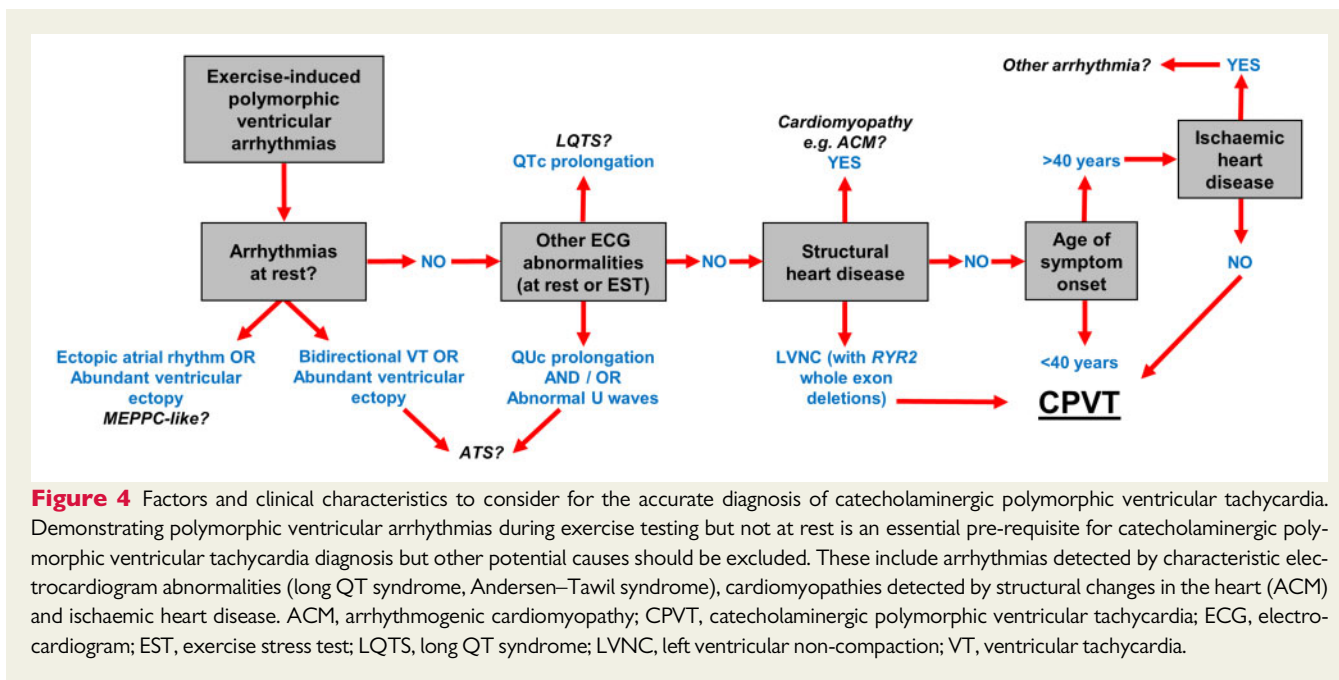 Exercise-induced
polymorphic
ventricular
arrhythmias
Arrhythmias
at rest?
NO
Ectopic atrial rhythm OR
Abundant ventricular
ectopy
MEPPC-like?
Bidirectional VT OR
Abundant ventricular
ectopy
ATS?
LQTS?
QTc prolongation
Other ECG
abnormalities
(at rest or EST)
NO
QUc prolongation
AND / OR
Abnormal U waves
Cardiomyopathy
e.g. ACM?
YES
Structural
heart disease
NO
LVNC (with RYR2
whole exon
deletions)
>40 years
Age of
symptom
onset
<40 years
CPVT
Other arrhythmia?
YES
Ischaemic
heart
disease
NO
Figure 4 Factors and clinical characteristics to consider for the accurate diagnosis of catecholaminergic polymorphic ventricular tachycardia.
Demonstrating polymorphic ventricular arrhythmias during exercise testing but not at rest is an essential pre-requisite for catecholaminergic poly-
morphic ventricular tachycardia diagnosis but other potential causes should be excluded. These include arrhythmias detected by characteristic elec-
trocardiogram abnormalities (long QT syndrome, Andersen–Tawil syndrome), cardiomyopathies detected by structural changes in the heart (ACM)
and ischaemic heart disease. ACM, arrhythmogenic cardiomyopathy; CPVT, catecholaminergic polymorphic ventricular tachycardia; ECG, electro-
cardiogram; EST, exercise stress test; LQTS, long QT syndrome; LVNC, left ventricular non-compaction; VT, ventricular tachycardia.